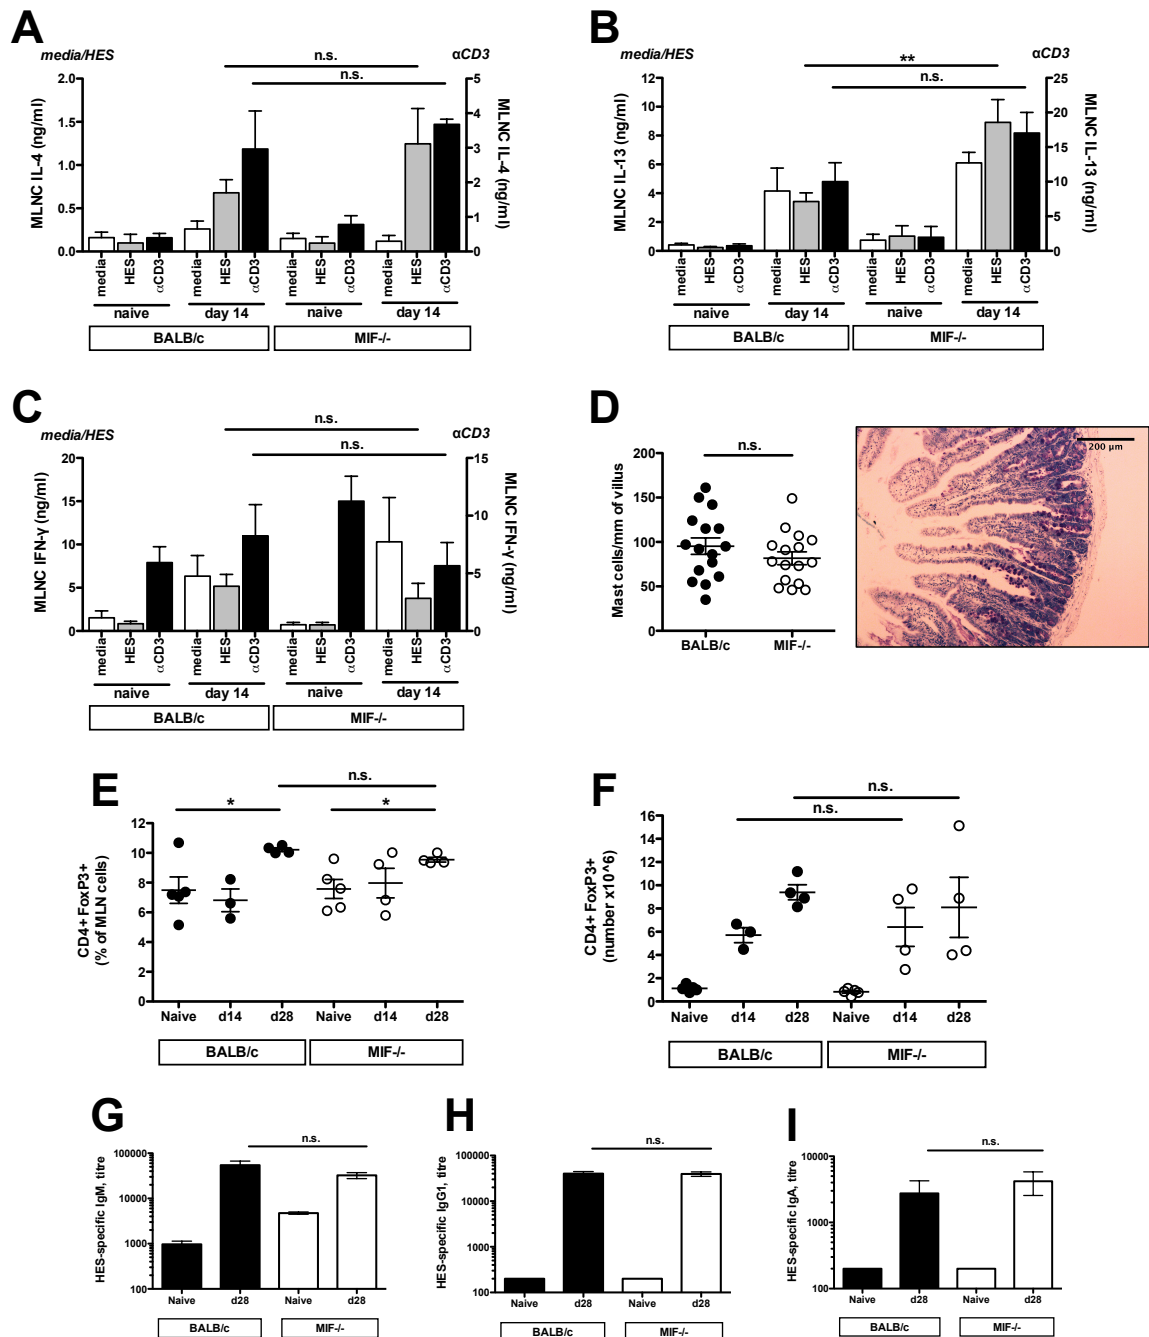 A
media/HES
αCD3
n.s.
n.s.
MLNC IL-4 (ng/ml)
2.0
1.5
1.0
0.5
0.0
5
4
3
2
1
0
MLNC IL-4 (ng/ml)
media
HES
αCD3
media
HES
αCD3
media
HES
αCD3
media
HES
αCD3
naive
day 14
naive
day 14
BALB/c
MIF-/-
B
media/HES
αCD3
**
n.s.
MLNC IL-13 (ng/ml)
12
10
8
6
4
2
0
25
20
15
10
5
0
MLNC IL-13 (ng/ml)
media
HES
αCD3
media
HES
αCD3
media
HES
αCD3
media
HES
αCD3
naive
day 14
naive
day 14
BALB/c
MIF-/-
C
media/HES
αCD3
n.s.
n.s.
MLNC IFN-γ (ng/ml)
20
15
10
5
0
15
10
5
0
MLNC IFN-γ (ng/ml)
media
HES
αCD3
media
HES
αCD3
media
HES
αCD3
media
HES
αCD3
naive
day 14
naive
day 14
BALB/c
MIF-/-
D
n.s.
Mast cells/mm of villus
200
150
100
50
0
BALB/c
MIF-/-
200 μm
E
n.s.
*
*
CD4+ FoxP3+
(% of MLN cells)
12
10
8
6
4
2
0
Naive
d14
d28
Naive
d14
d28
BALB/c
MIF-/-
F
n.s.
n.s.
CD4+ FoxP3+
(number x10^6)
16
14
12
10
8
6
4
2
0
Naive
d14
d28
Naive
d14
d28
BALB/c
MIF-/-
G
n.s.
HES-specific IgM, titre
100000
10000
1000
100
Naive
d28
Naive
d28
BALB/c
MIF-/-
H
n.s.
HES-specific IgG1, titre
100000
10000
1000
100
Naive
d28
Naive
d28
BALB/c
MIF-/-
I
n.s.
HES-specific IgA, titre
10000
1000
100
Naive
d28
Naive
d28
BALB/c
MIF-/-